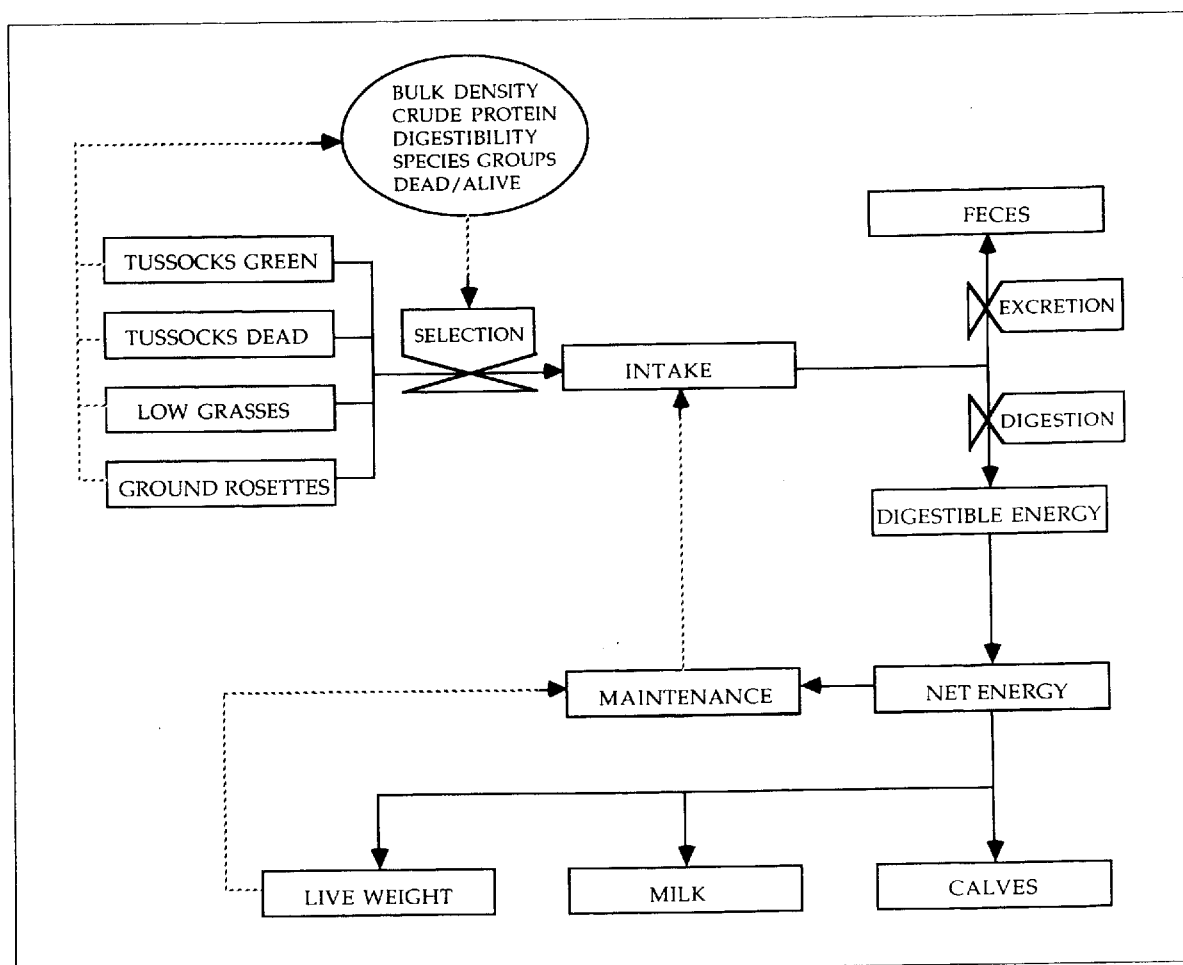 BULK DENSITY
CRUDE PROTEIN
DIGESTIBILITY
SPECIES GROUPS
DEAD/ALIVE
FECES
TUSSOCKS GREEN
EXCRETION
TUSSOCKS DEAD
SELECTION
INTAKE
LOW GRASSES
DIGESTION
GROUND ROSETTES
DIGESTIBLE ENERGY
MAINTENANCE
NET ENERGY
LIVE WEIGHT
MILK
CALVES